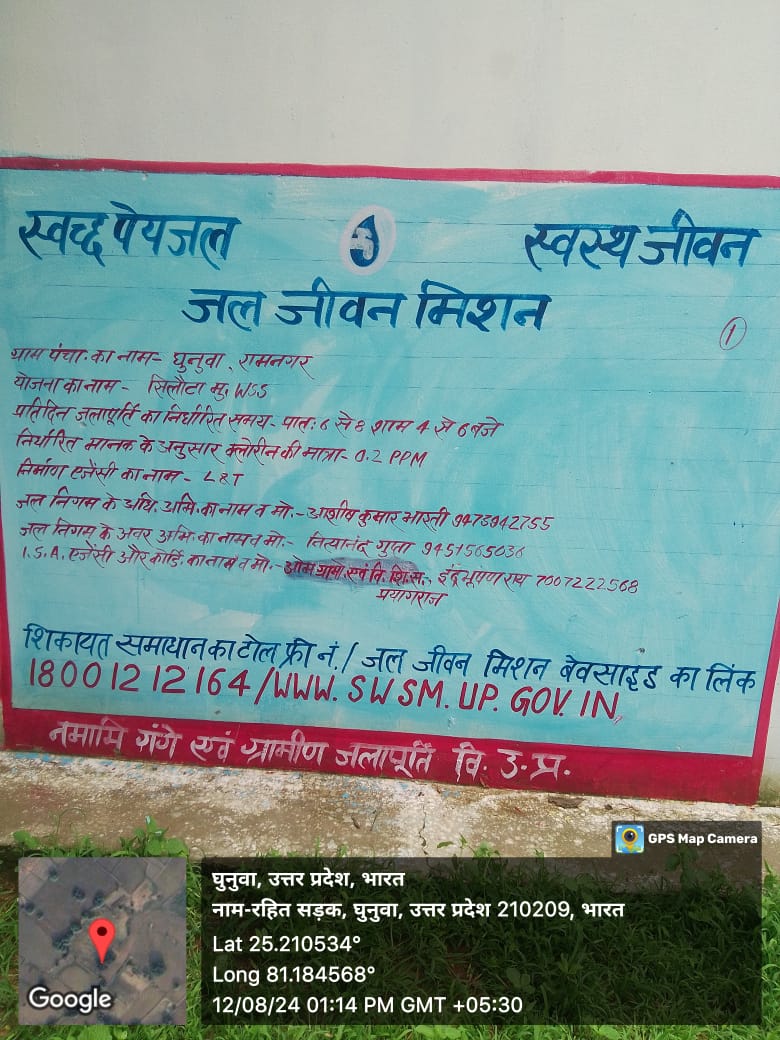 स्वच्छ पेयजल स्वस्थ जीवन
जल जीवन मिशन
1
ग्राम पंचा. का नाम- घुनुवा, रामनगर
योजना का नाम- सिलौटा मु. WSS
प्रतिदिन जलापूर्ति का निर्धारित समय- प्रातः 6 से 8 शाम 4 से 6 बजे
निर्धारित मानक के अनुसार क्लोरीन की मात्रा- 0.2 PPM
निर्माण एजेंसी का नाम- L&T
जल निगम के अधि. अभि. का नाम व मो.- आशीष कुमार भारती 9473942755
जल निगम के अवर अभि. का नाम व मो.- नित्यानंद गुप्ता 9451565036
I.S.A. एजेंसी और कोर्डि. का नाम व मो.- ओम ग्रामो. एवं वि. शि. स., इंद्रभूषण राय 7007222568
प्रयागराज
शिकायत समाधान का टोल फ्री नं. / जल जीवन मिशन बेवसाइड का लिंक
18001212164/WWW.SWSM.UP.GOV.IN
नमामि गंगे एवं ग्रामीण जलापूर्ति वि. उ.प्र.
GPS Map Camera
घुनुवा, उत्तर प्रदेश, भारत
नाम-रहित सड़क, घुनुवा, उत्तर प्रदेश 210209, भारत
Lat 25.210534°
Long 81.184568°
12/08/24 01:14 PM GMT +05:30
Google